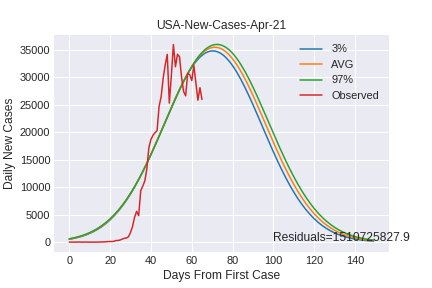 USA-New-Cases-Apr-21
35000
30000
25000
20000
15000
10000
5000
0
Daily New Cases
3%
AVG
97%
Observed
Residuals=1510725827.9
0 20 40 60 80 100 120 140
Days From First Case